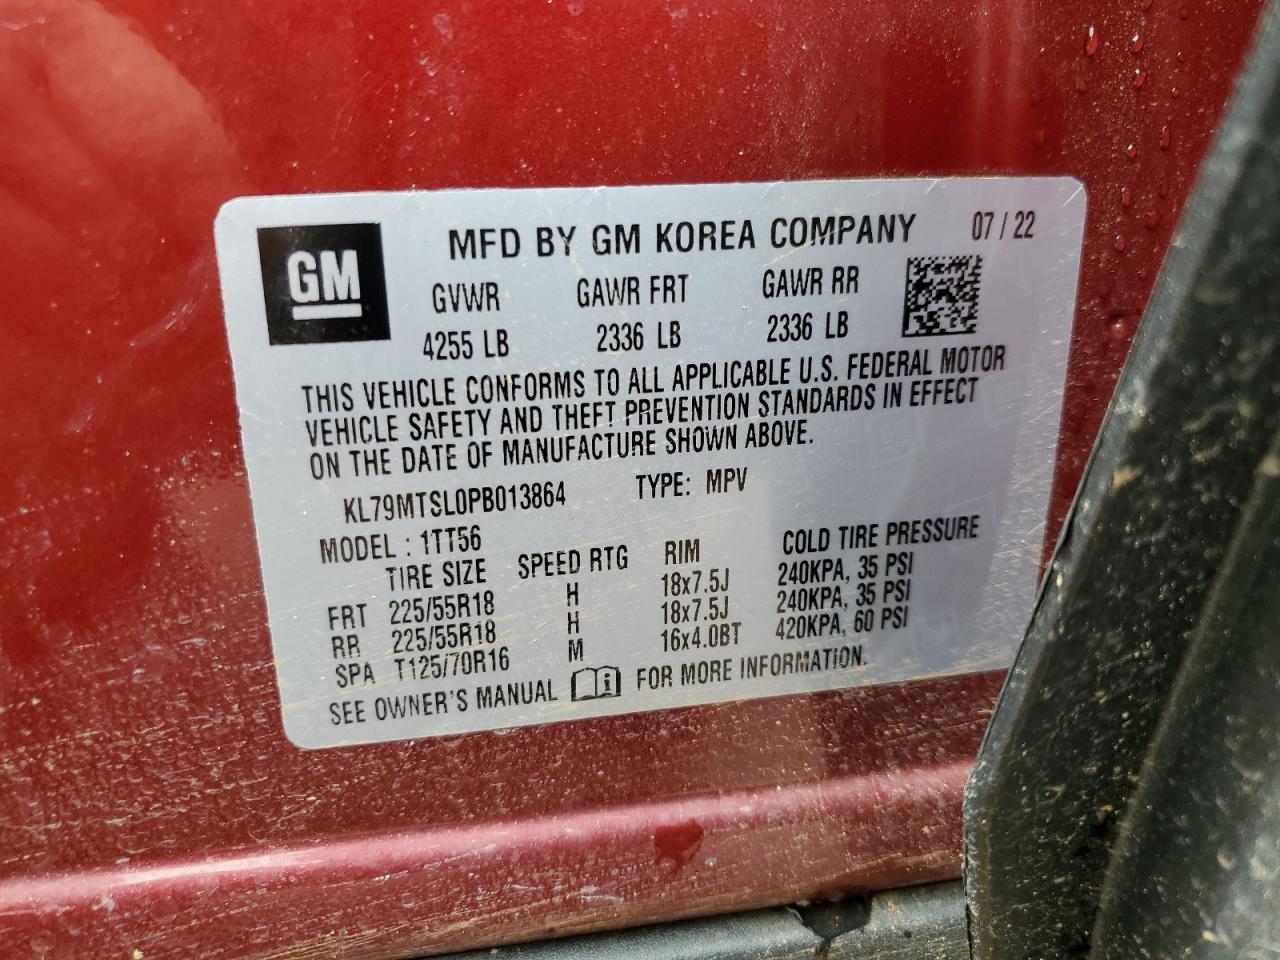 GM
MFD BY GM KOREA COMPANY 07 / 22
GVWR GAWR FRT GAWR RR
4255 LB 2336 LB 2336 LB
THIS VEHICLE CONFORMS TO ALL APPLICABLE U.S. FEDERAL MOTOR
VEHICLE SAFETY AND THEFT PREVENTION STANDARDS IN EFFECT
ON THE DATE OF MANUFACTURE SHOWN ABOVE.
KL79MTSL0PB013864 TYPE: MPV
MODEL : 1TT56
TIRE SIZE SPEED RTG RIM COLD TIRE PRESSURE
FRT 225/55R18 H 18x7.5J 240KPA, 35 PSI
RR 225/55R18 H 18x7.5J 240KPA, 35 PSI
SPA T125/70R16 M 16x4.0BT 420KPA, 60 PSI
SEE OWNER'S MANUAL i FOR MORE INFORMATION.